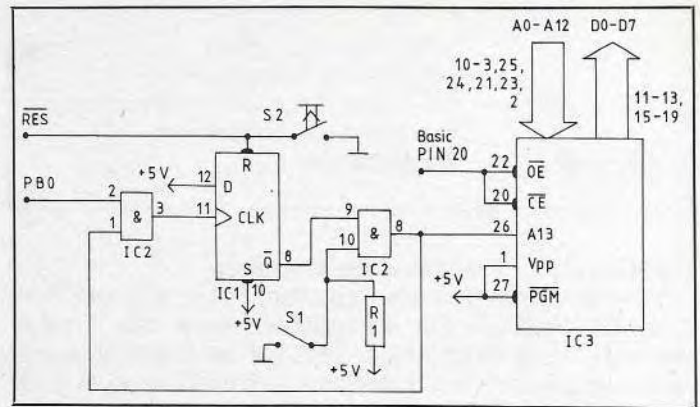 A0-A12 D0-D7
10-3,25,
24,21,23,
2
11-13,
15-19
RES
S2
Basic
PIN 20
+5V
12
R
D
22
OE
PB0
2
20
CE
1
&
3
11
CLK
9
10
&
8
26
A13
IC2
Q
8
IC2
1
Vpp
S
IC1
10
+5V
S1
R
1
+5V
27
PGM
+5V
IC3